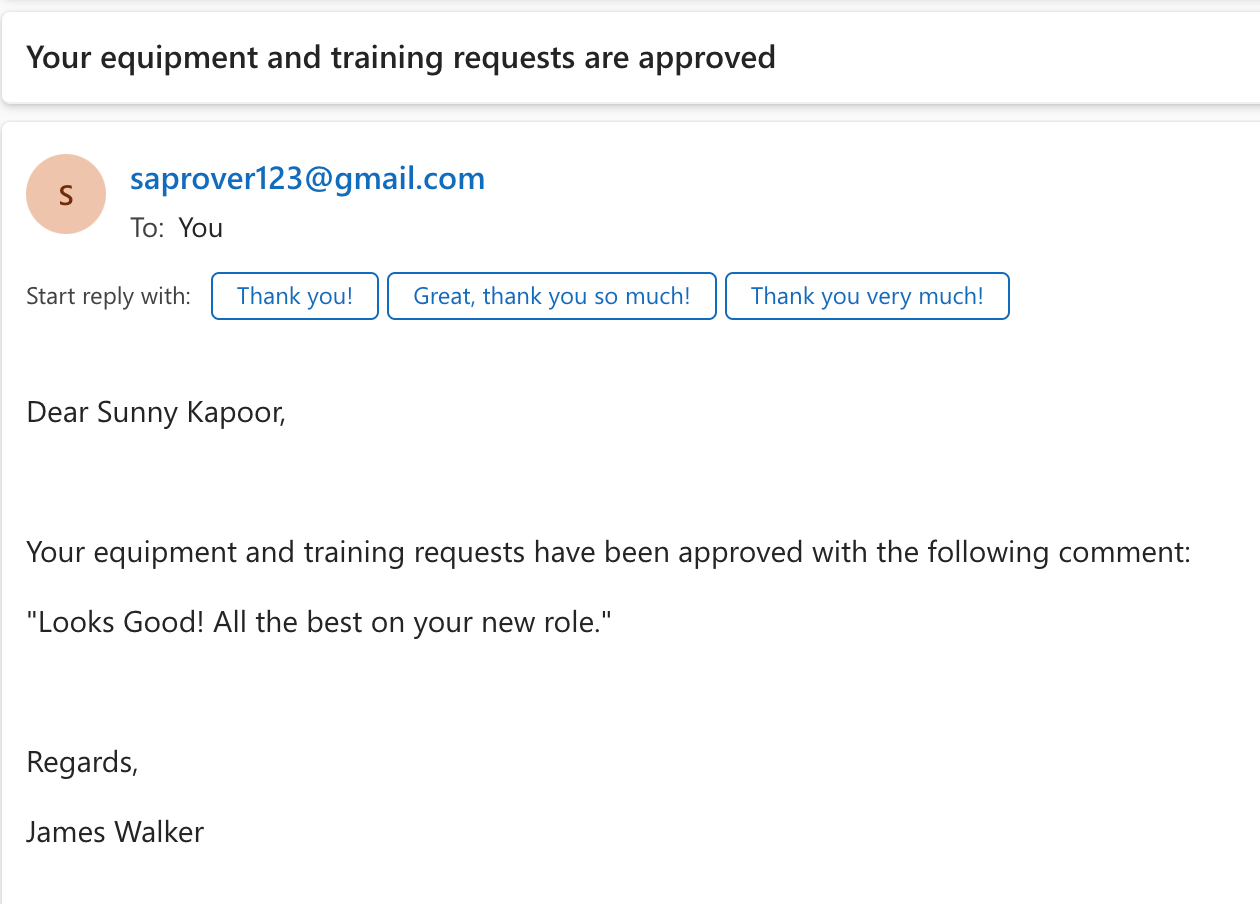 Your equipment and training requests are approved
S
saprover123@gmail.com
To: You
Start reply with: Thank you! Great, thank you so much! Thank you very much!
Dear Sunny Kapoor,
Your equipment and training requests have been approved with the following comment:
"Looks Good! All the best on your new role."
Regards,
James Walker